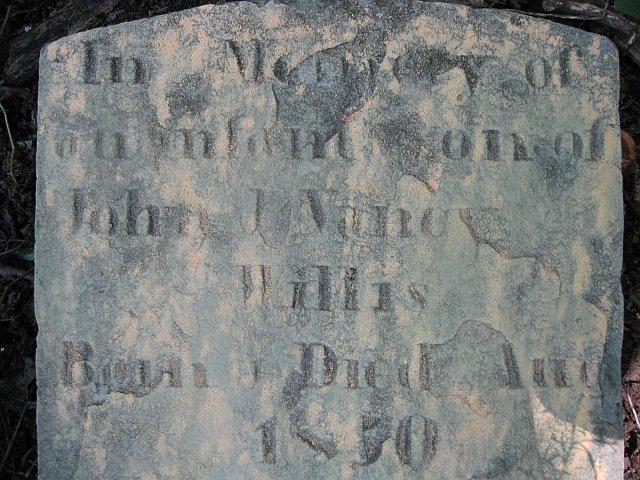 In Memory of
an infant son of
John & Nancy
Willis
Born & Died Aug
1850